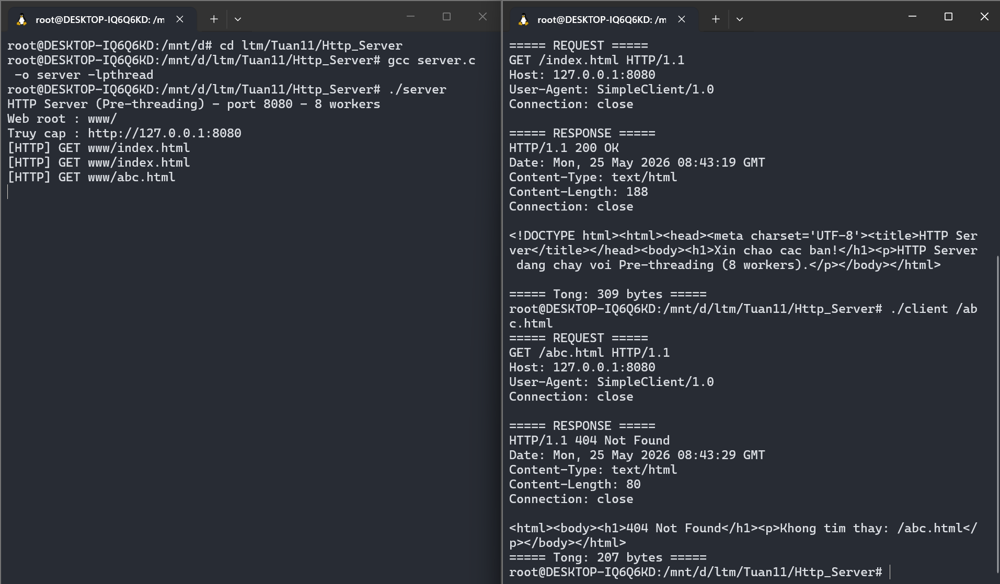 root@DESKTOP-IQ6Q6KD: /m
root@DESKTOP-IQ6Q6KD:/mnt/d# cd ltm/Tuan11/Http_Server
root@DESKTOP-IQ6Q6KD:/mnt/d/ltm/Tuan11/Http_Server# gcc server.c
 -o server -lpthread
root@DESKTOP-IQ6Q6KD:/mnt/d/ltm/Tuan11/Http_Server# ./server
HTTP Server (Pre-threading) - port 8080 - 8 workers
Web root : www/
Truy cap : http://127.0.0.1:8080
[HTTP] GET www/index.html
[HTTP] GET www/index.html
[HTTP] GET www/abc.html
root@DESKTOP-IQ6Q6KD: /m
===== REQUEST =====
GET /index.html HTTP/1.1
Host: 127.0.0.1:8080
User-Agent: SimpleClient/1.0
Connection: close
===== RESPONSE =====
HTTP/1.1 200 OK
Date: Mon, 25 May 2026 08:43:19 GMT
Content-Type: text/html
Content-Length: 188
Connection: close
<!DOCTYPE html><html><head><meta charset='UTF-8'><title>HTTP Ser
ver</title></head><body><h1>Xin chao cac ban!</h1><p>HTTP Server
 dang chay voi Pre-threading (8 workers).</p></body></html>
===== Tong: 309 bytes =====
root@DESKTOP-IQ6Q6KD:/mnt/d/ltm/Tuan11/Http_Server# ./client /ab
c.html
===== REQUEST =====
GET /abc.html HTTP/1.1
Host: 127.0.0.1:8080
User-Agent: SimpleClient/1.0
Connection: close
===== RESPONSE =====
HTTP/1.1 404 Not Found
Date: Mon, 25 May 2026 08:43:29 GMT
Content-Type: text/html
Content-Length: 80
Connection: close
<html><body><h1>404 Not Found</h1><p>Khong tim thay: /abc.html</
p></body></html>
===== Tong: 207 bytes =====
root@DESKTOP-IQ6Q6KD:/mnt/d/ltm/Tuan11/Http_Server#